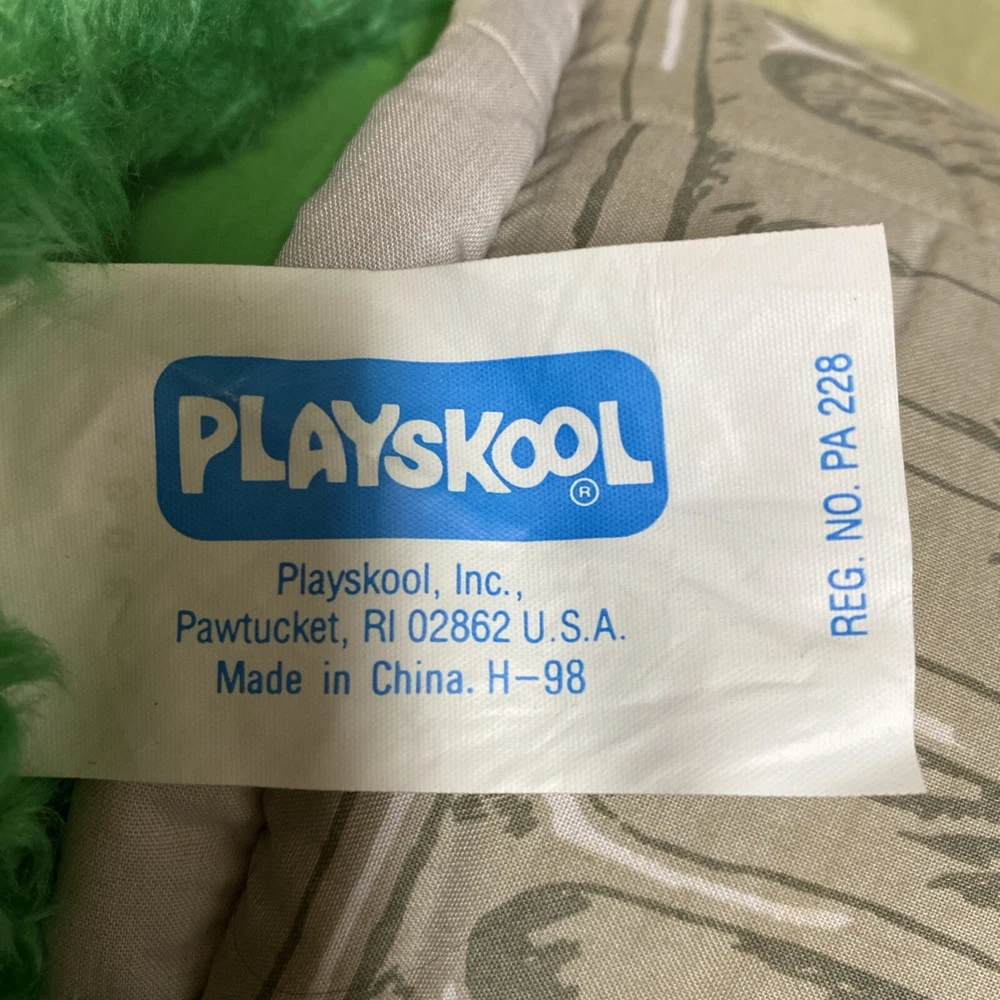 PLAYSKOOL
®
Playskool, Inc.,
Pawtucket, RI 02862 U.S.A.
Made in China. H-98
REG. NO. PA 228